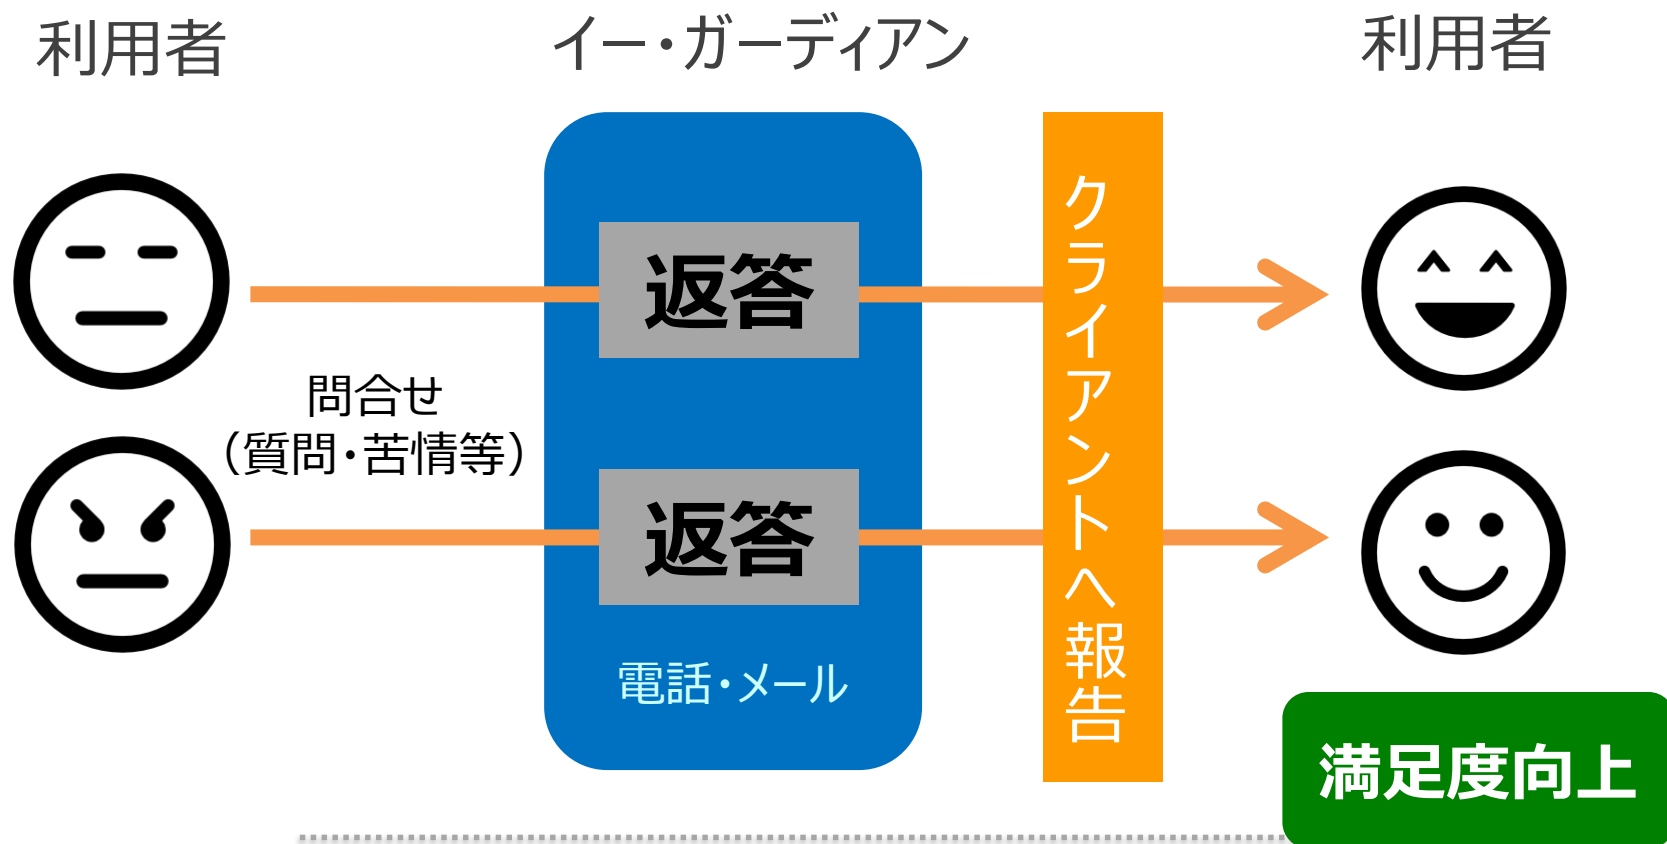 利用者
イー・ガーディアン
利用者
返答
問合せ
（質問・苦情等）
返答
電話・メール
クライアントへ報告
満足度向上